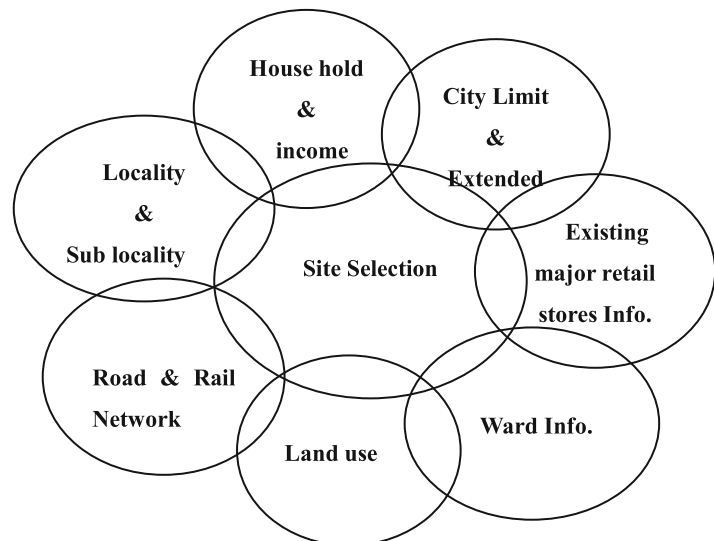 House hold
&
income
City Limit
&
Extended
Locality
&
Sub locality
Site Selection
Existing
major retail
stores Info.
Road & Rail
Network
Land use
Ward Info.